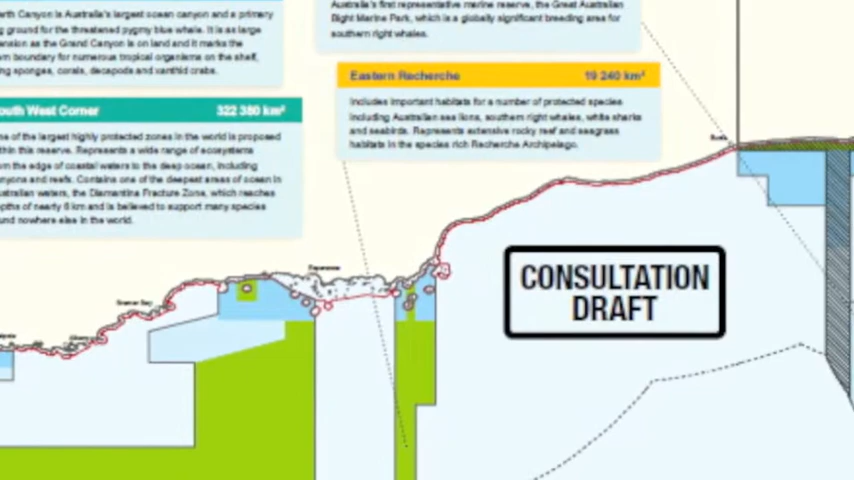 rth Canyon is Australia's largest ocean canyon and a primary
g ground for the threatened pygmy blue whale. It is as large
ension as the Grand Canyon is on land and it marks the
rn boundary for numerous tropical organisms on the shelf,
ing sponges, corals, decapods and xanthid crabs.
Australia's first representative marine reserve, the Great Australian
Bight Marine Park, which is a globally significant breeding area for
southern right whales.
Eastern Recherche 19 240 km²
Includes important habitats for a number of protected species
including Australian sea lions, southern right whales, white sharks
and seabirds. Represents extensive rocky reef and seagrass
habitats in the species rich Recherche Archipelago.
outh West Corner 322 380 km²
ne of the largest highly protected zones in the world is proposed
ithin this reserve. Represents a wide range of ecosystems
om the edge of coastal waters to the deep ocean, including
nyons and reefs. Contains one of the deepest areas of ocean in
ustralian waters, the Diamantina Fracture Zone, which reaches
epths of nearly 6 km and is believed to support many species
und nowhere else in the world.
Esperance
CONSULTATION
DRAFT